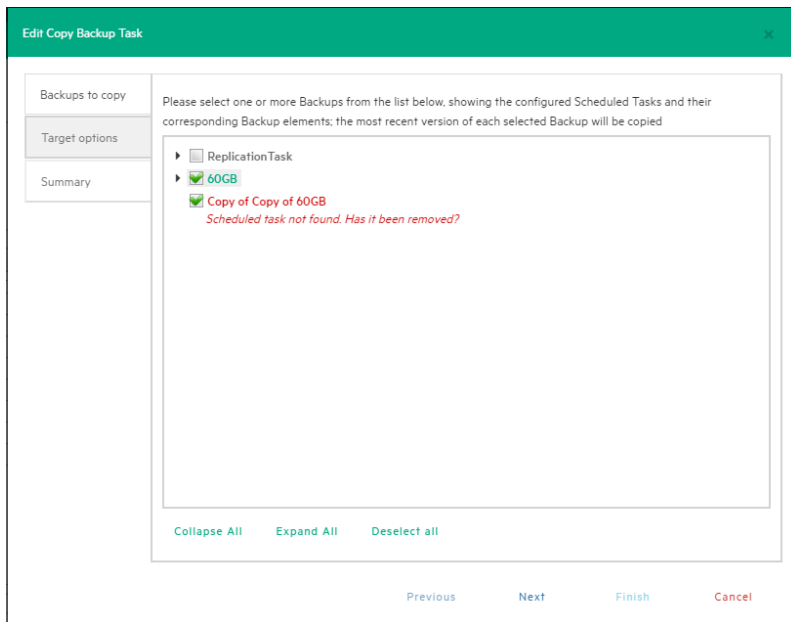 Edit Copy Backup Task
Backups to copy
Target options
Summary
Please select one or more Backups from the list below, showing the configured Scheduled Tasks and their
corresponding Backup elements; the most recent version of each selected Backup will be copied
ReplicationTask
60GB
Copy of Copy of 60GB
Scheduled task not found. Has it been removed?
Collapse All Expand All Deselect all
Previous Next Finish Cancel